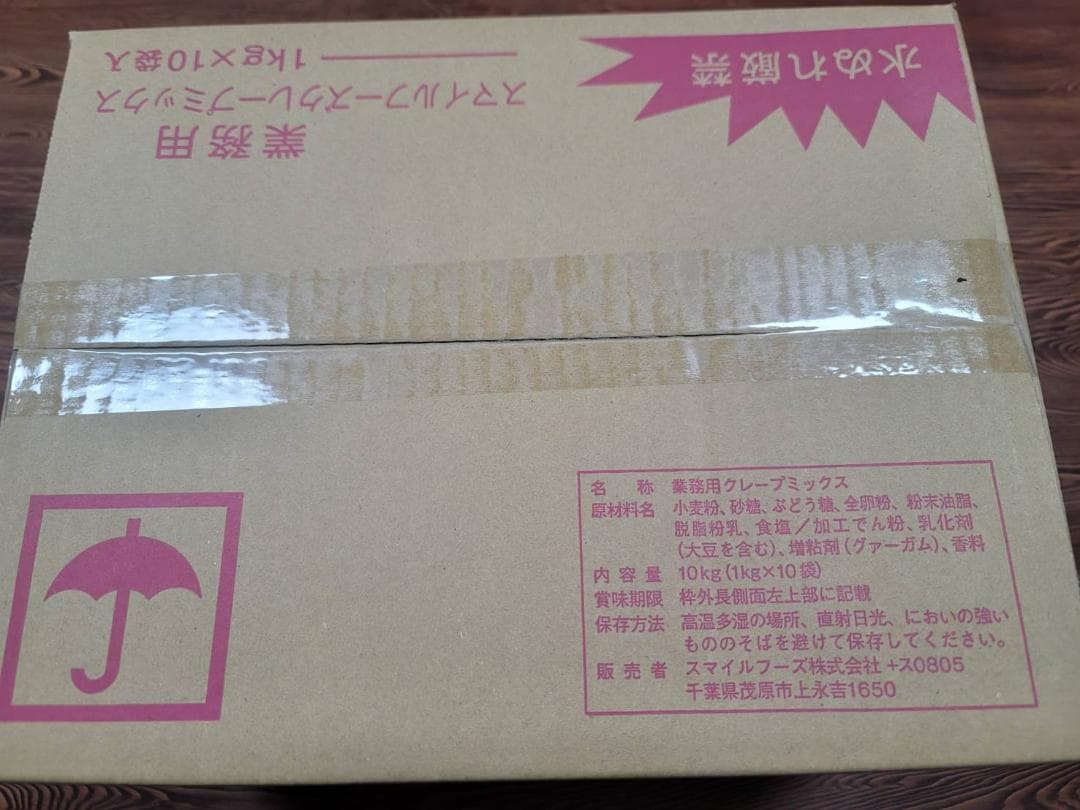 水ぬれ厳禁
業務用
スマイルフーズクレープミックス
1kg×10袋入
名称 業務用クレープミックス
原材料名 小麦粉、砂糖、ぶどう糖、全卵粉、粉末油脂、
脱脂粉乳、食塩／加工でん粉、乳化剤
(大豆を含む)、増粘剤(グァーガム)、香料
内容量 10kg(1kg×10袋)
賞味期限 枠外長側面左上部に記載
保存方法 高温多湿の場所、直射日光、においの強い
もののそばを避けて保存してください。
販売者 スマイルフーズ株式会社 +ス0805
千葉県茂原市上永吉1650